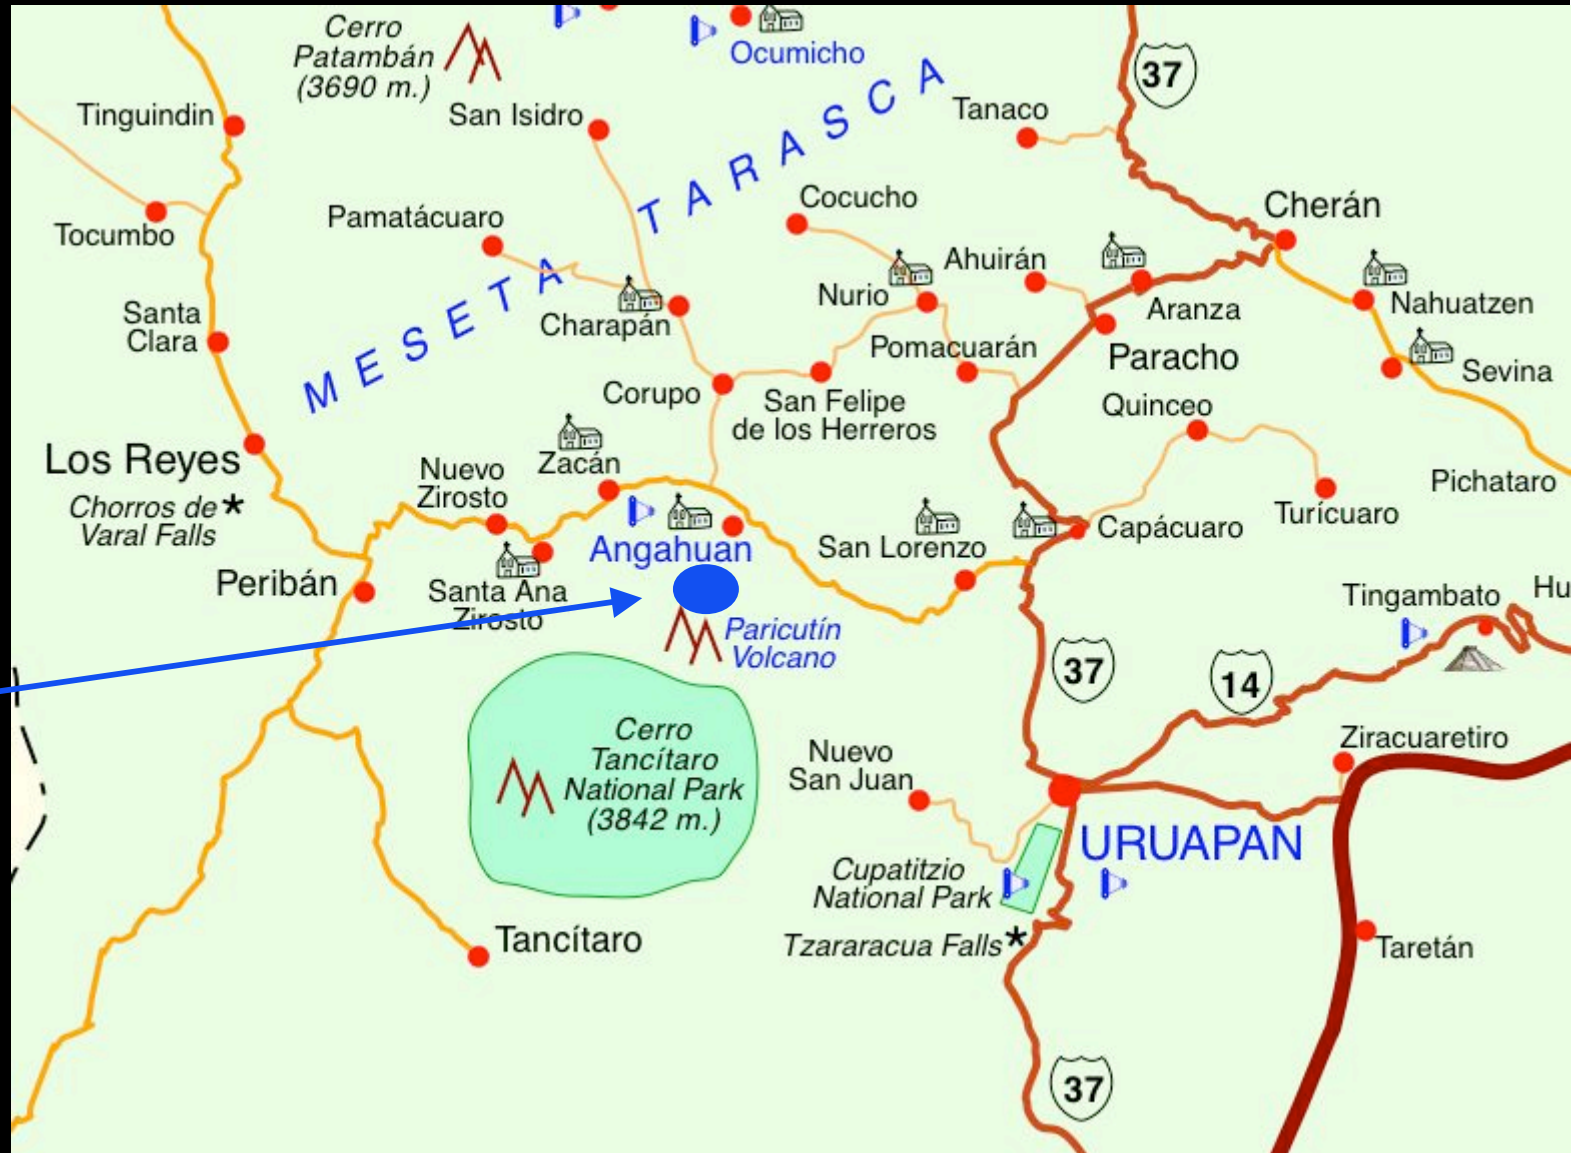 Cerro
Patambán
(3690 m.)
Ocumicho
37
Tinguindin
San Isidro
Tanaco
MESETA TARASCA
Tocumbo
Pamatácuaro
Cocucho
Cherán
Ahuirán
Nurio
Nahuatzen
Santa
Clara
Charapán
Aranza
Pomacuarán
Paracho
Sevina
Corupo
San Felipe
de los Herreros
Quinceo
Los Reyes
Nuevo
Zirosto
Zacán
Pichataro
Chorros de *
Varal Falls
Turícuaro
Capácuaro
San Lorenzo
Angahuan
Peribán
Santa Ana
Zirosto
Tingambato
Hu
Paricutín
Volcano
37
14
Cerro
Tancítaro
National Park
(3842 m.)
Nuevo
San Juan
Ziracuaretiro
URUAPAN
Cupatitzio
National Park
Tzararacua Falls *
Tancítaro
Taretán
37